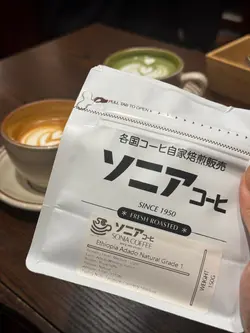 PULL TAB TO OPEN
各国コーヒ自家焙煎販売
ソニアコーヒ
SINCE 1950
FRESH ROASTED
ソニアコーヒ
SONIA COFFEE
Ethiopia Adado Natural Grade 1
WEIGHT 150G